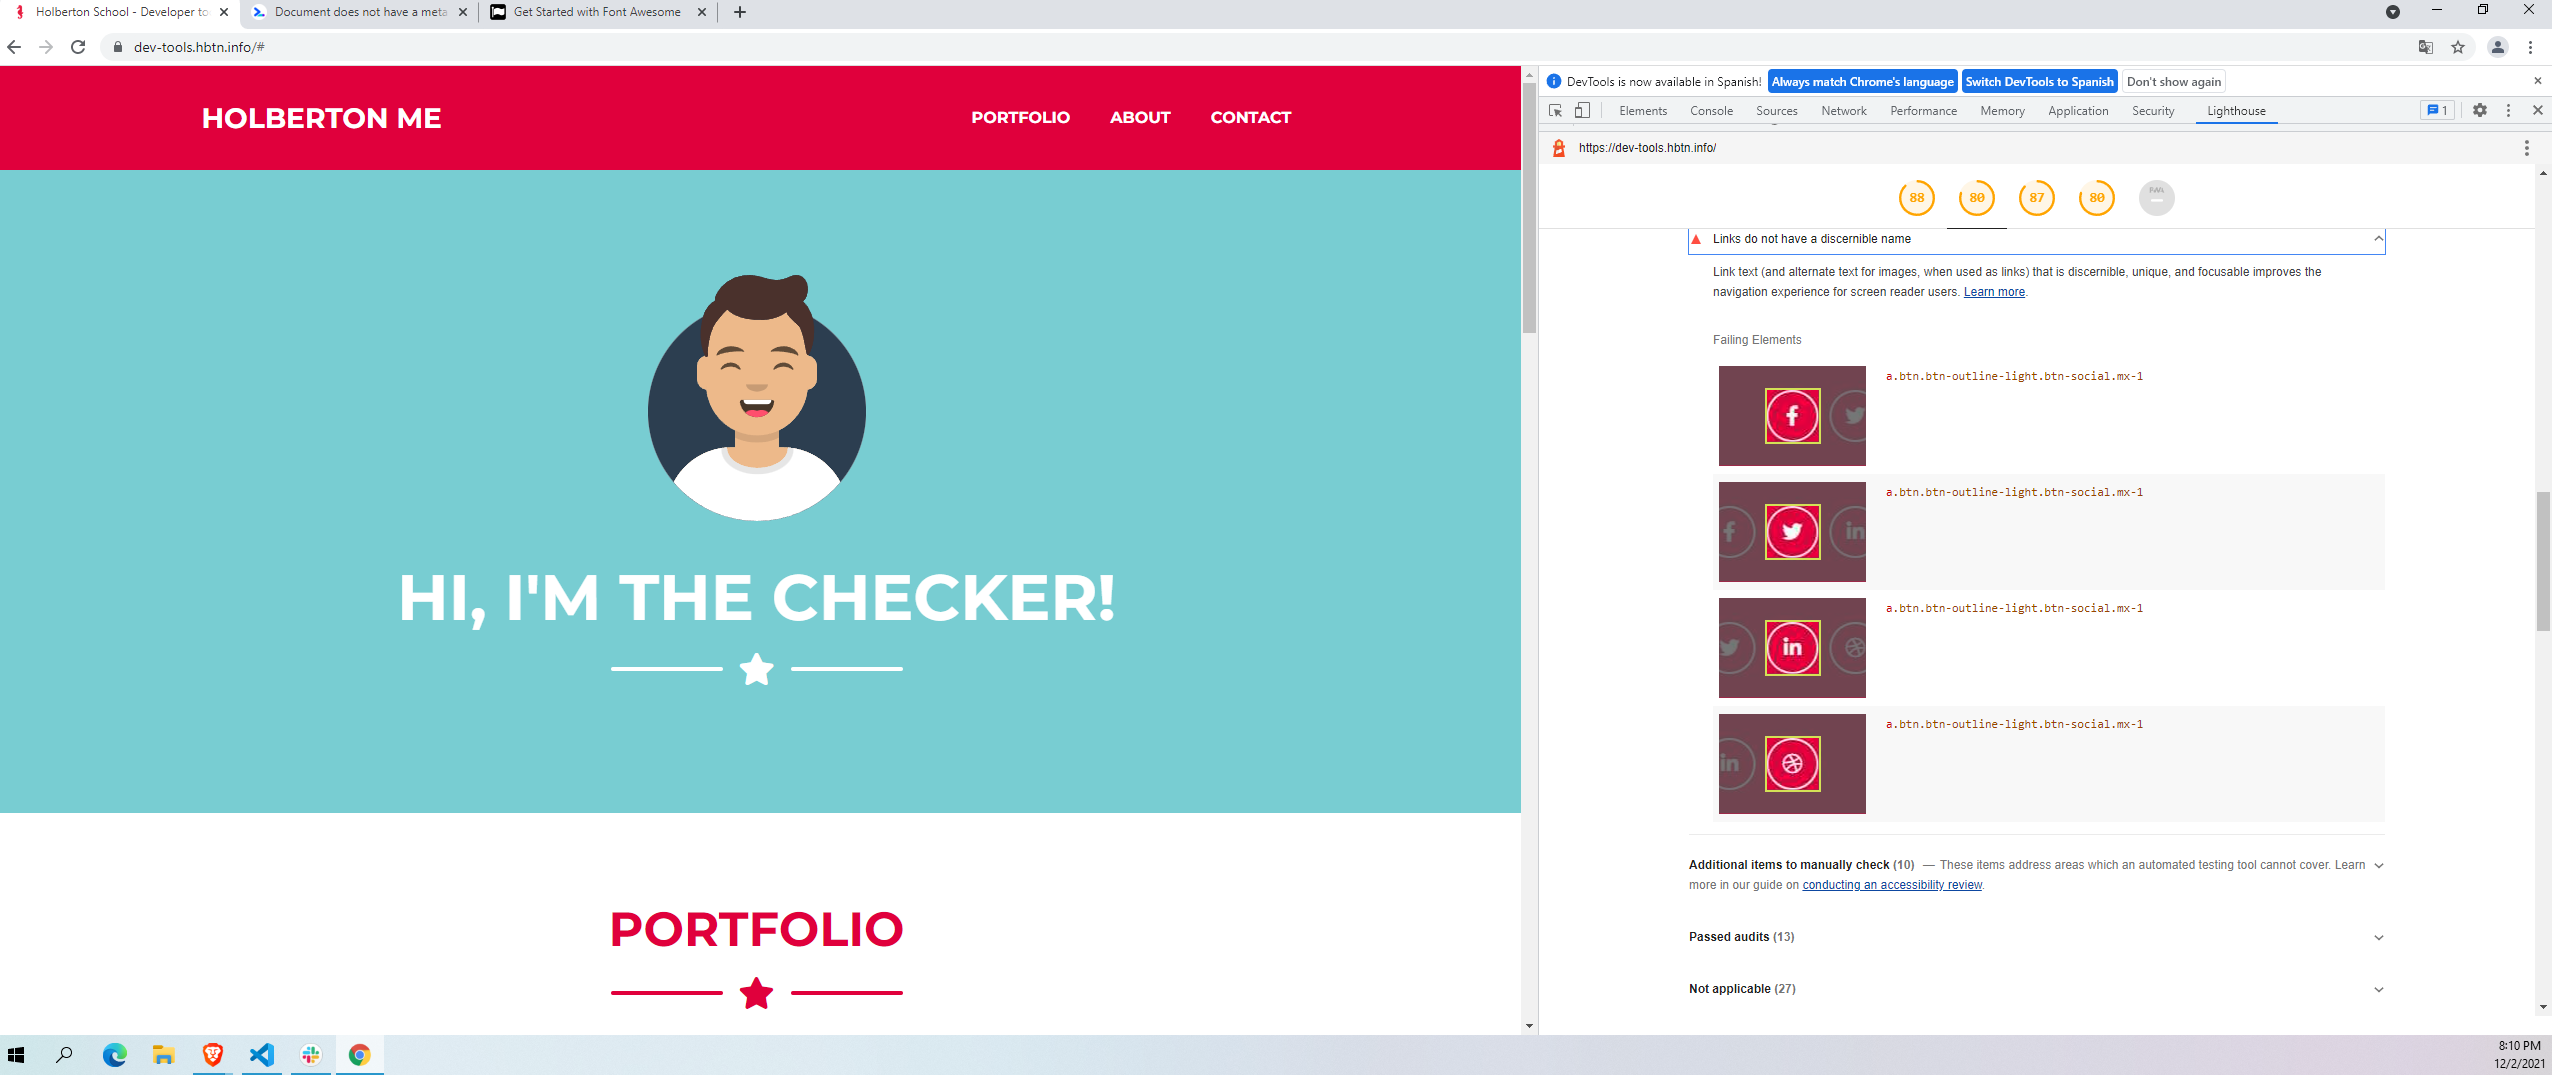 Holberton School - Developer to
Document does not have a meta
Get Started with Font Awesome
dev-tools.hbtn.info/#
HOLBERTON ME
PORTFOLIO
ABOUT
CONTACT
HI, I'M THE CHECKER!
PORTFOLIO
DevTools is now available in Spanish!
Always match Chrome's language
Switch DevTools to Spanish
Don't show again
Elements
Console
Sources
Network
Performance
Memory
Application
Security
Lighthouse
1
https://dev-tools.hbtn.info/
88
80
87
80
PWA
Links do not have a discernible name
Link text (and alternate text for images, when used as links) that is discernible, unique, and focusable improves the
navigation experience for screen reader users. Learn more.
Failing Elements
a.btn.btn-outline-light.btn-social.mx-1
a.btn.btn-outline-light.btn-social.mx-1
a.btn.btn-outline-light.btn-social.mx-1
a.btn.btn-outline-light.btn-social.mx-1
Additional items to manually check (10) — These items address areas which an automated testing tool cannot cover. Learn
more in our guide on conducting an accessibility review.
Passed audits (13)
Not applicable (27)
8:10 PM
12/2/2021